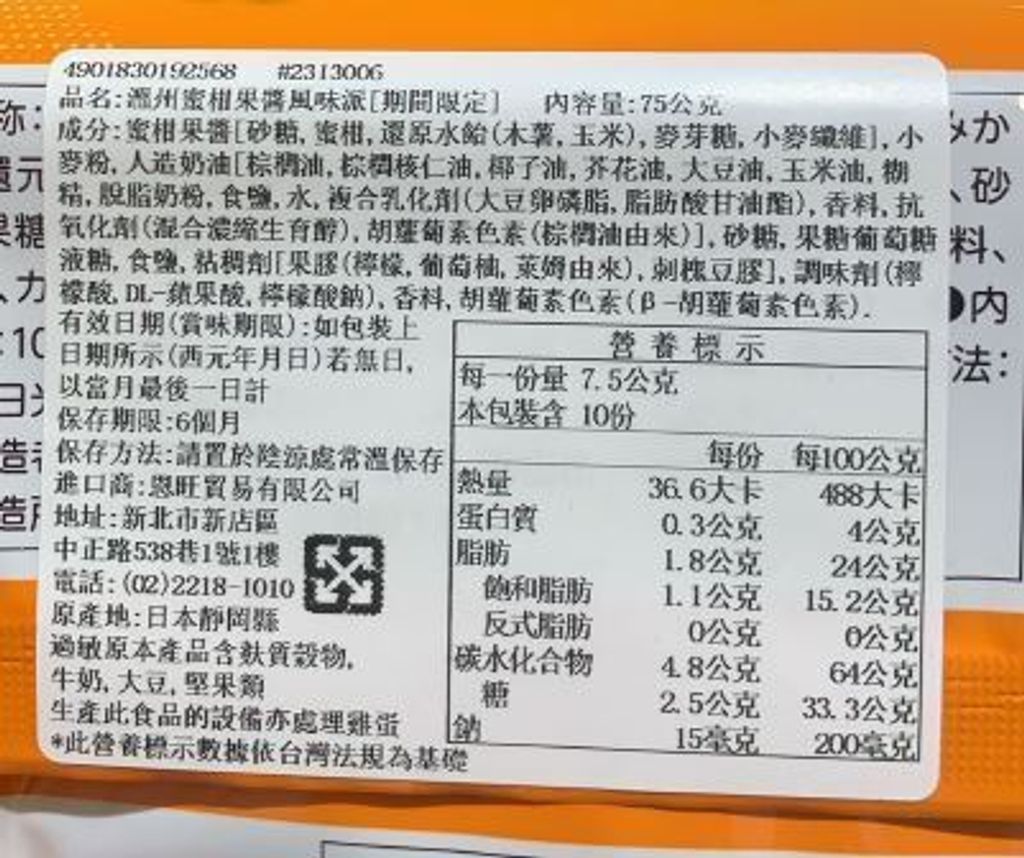 4901830192568 #2313006
品名:溫州蜜柑果醬風味派[期間限定] 內容量:75公克
成分:蜜柑果醬[砂糖, 蜜柑, 還原水飴(木薯, 玉米), 麥芽糖, 小麥纖維], 小
麥粉, 人造奶油[棕櫚油, 棕櫚核仁油, 椰子油, 芥花油, 大豆油, 玉米油, 糊
精, 脫脂奶粉, 食鹽, 水, 複合乳化劑(大豆卵磷脂, 脂肪酸甘油酯), 香料, 抗
氧化劑(混合濃縮生育醇), 胡蘿蔔素色素(棕櫚油由來)], 砂糖, 果糖葡萄糖
液糖, 食鹽, 粘稠劑[果膠(檸檬, 葡萄柚, 萊姆由來), 刺槐豆膠], 調味劑(檸
檬酸, DL-蘋果酸, 檸檬酸鈉), 香料, 胡蘿蔔素色素(β-胡蘿蔔素色素).
有效日期(賞味期限):如包裝上
日期所示(西元年月日)若無日,
以當月最後一日計
保存期限:6個月
保存方法:請置於陰涼處常溫保存
進口商:恩旺貿易有限公司
地址:新北市新店區
中正路538巷1號1樓
電話:(02)2218-1010
原產地:日本靜岡縣
過敏原本產品含麩質穀物,
牛奶, 大豆, 堅果類
生產此食品的設備亦處理雞蛋
*此營養標示數據依台灣法規為基礎
營養標示
每一份量 7.5公克
本包裝含 10份
每份 每100公克
熱量 36.6大卡 488大卡
蛋白質 0.3公克 4公克
脂肪 1.8公克 24公克
飽和脂肪 1.1公克 15.2公克
反式脂肪 0公克 0公克
碳水化合物 4.8公克 64公克
糖 2.5公克 33.3公克
鈉 15毫克 200毫克
称:
還元
果糖
、カ
:10
日光
造者
造所
みか
、砂
料、
●内
法: